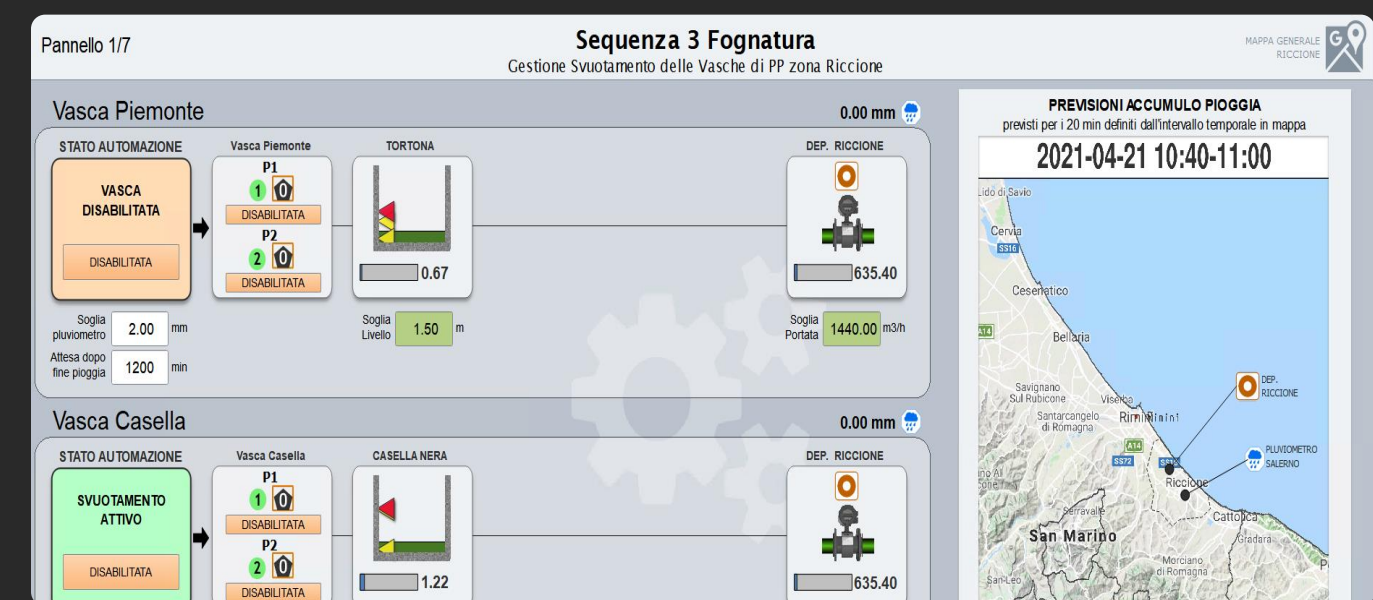 Pannello 1/7
Sequenza 3 Fognatura
Gestione Svuotamento delle Vasche di PP zona Riccione
MAPPA GENERALE
RICCIONE
G
Vasca Piemonte
0.00 mm
STATO AUTOMAZIONE
VASCA
DISABILITATA
DISABILITATA
Vasca Piemonte
P1
1 0
DISABILITATA
P2
2 0
DISABILITATA
TORTONA
0.67
DEP. RICCIONE
635.40
Soglia
pluviometro
2.00 mm
Attesa dopo
fine pioggia
1200 min
Soglia
Livello
1.50 m
Soglia
Portata
1440.00 m3/h
Vasca Casella
0.00 mm
STATO AUTOMAZIONE
SVUOTAMENTO
ATTIVO
DISABILITATA
Vasca Casella
P1
1 0
DISABILITATA
P2
2 0
DISABILITATA
CASELLA NERA
1.22
DEP. RICCIONE
635.40
PREVISIONI ACCUMULO PIOGGIA
previsti per i 20 min definiti dall'intervallo temporale in mappa
2021-04-21 10:40-11:00
Lido di Savio
Cervia
SS16
Cesenatico
A14
Bellaria
Savignano
Sul Rubicone
Viserba
Santarcangelo
di Romagna
Rimini
A14
SS72
DEP.
RICCIONE
PLUVIOMETRO
SALERNO
Riccione
Serravalle
Cattolica
San Marino
Gradara
Morciano
di Romagna
San Leo